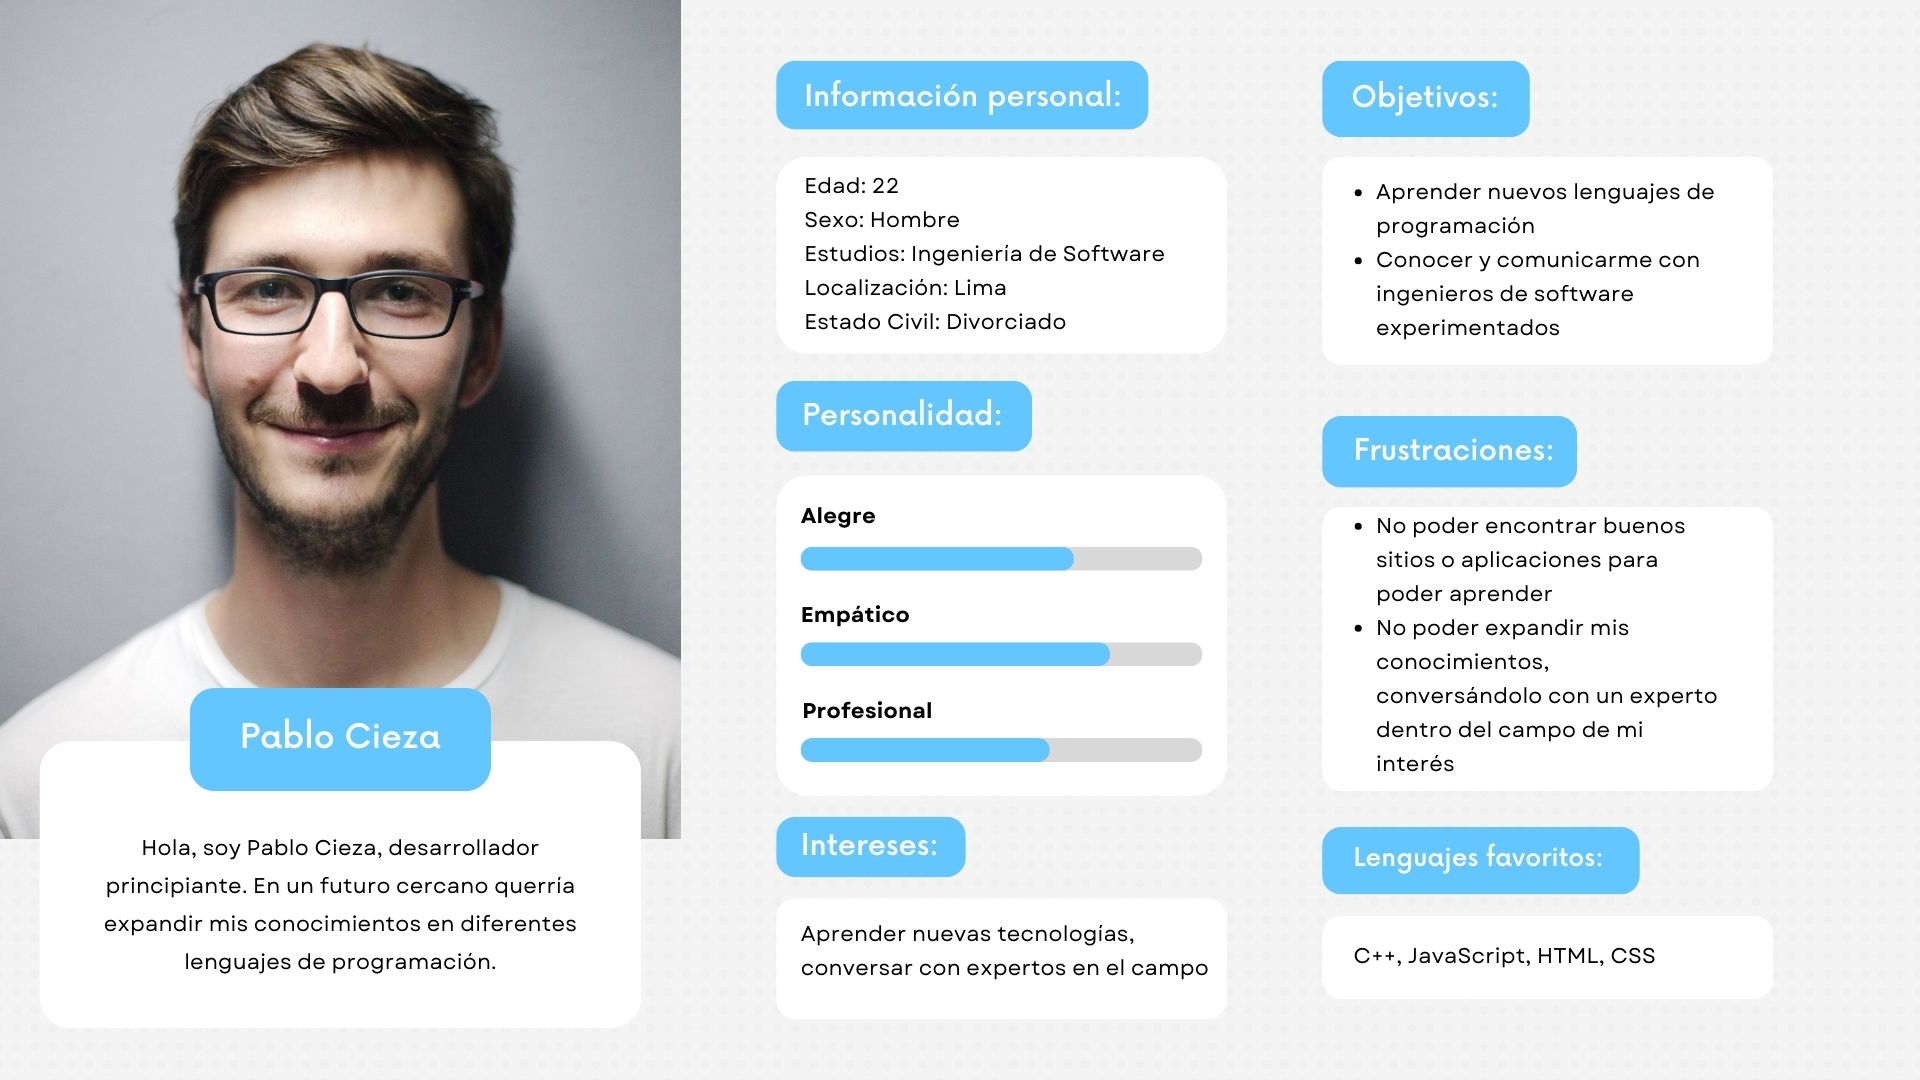 Pablo Cieza
Hola, soy Pablo Cieza, desarrollador
principiante. En un futuro cercano querría
expandir mis conocimientos en diferentes
lenguajes de programación.
Información personal:
Edad: 22
Sexo: Hombre
Estudios: Ingeniería de Software
Localización: Lima
Estado Civil: Divorciado
Personalidad:
Alegre
Empático
Profesional
Intereses:
Aprender nuevas tecnologías,
conversar con expertos en el campo
Objetivos:
• Aprender nuevos lenguajes de
programación
• Conocer y comunicarme con
ingenieros de software
experimentados
Frustraciones:
• No poder encontrar buenos
sitios o aplicaciones para
poder aprender
• No poder expandir mis
conocimientos,
conversándolo con un experto
dentro del campo de mi
interés
Lenguajes favoritos:
C++, JavaScript, HTML, CSS